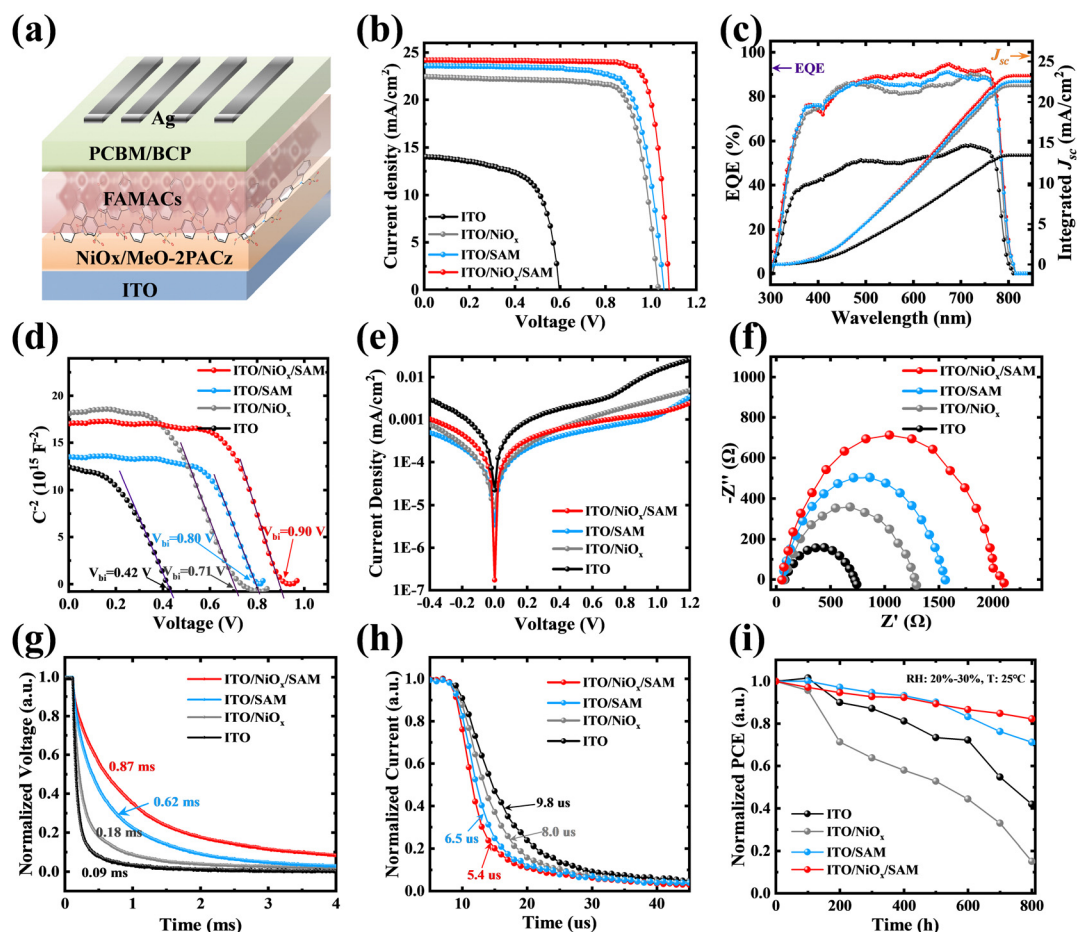 (a)
Ag
PCBM/BCP
FAMACs
NiOx/MeO-2PACz
ITO
(b)
Current density (mA/cm²)
25
20
15
10
5
0
ITO
ITO/NiOₓ
ITO/SAM
ITO/NiOₓ/SAM
0.0 0.2 0.4 0.6 0.8 1.0 1.2
Voltage (V)
(c)
EQE (%)
100
80
60
40
20
0
EQE
Jsc
25
20
15
10
5
0
Integrated Jsc (mA/cm²)
300 400 500 600 700 800
Wavelength (nm)
(d)
C⁻² (10¹⁵ F⁻²)
20
15
10
5
0
ITO/NiOₓ/SAM
ITO/SAM
ITO/NiOₓ
ITO
Vbi=0.90 V
Vbi=0.80 V
Vbi=0.42 V
Vbi=0.71 V
0.0 0.2 0.4 0.6 0.8 1.0
Voltage (V)
(e)
Current Density (mA/cm²)
0.01
0.001
1E-4
1E-5
1E-6
1E-7
ITO/NiOₓ/SAM
ITO/SAM
ITO/NiOₓ
ITO
-0.4 -0.2 0.0 0.2 0.4 0.6 0.8 1.0 1.2
Voltage (V)
(f)
-Z'' (Ω)
1000
800
600
400
200
0
ITO/NiOₓ/SAM
ITO/SAM
ITO/NiOₓ
ITO
0 500 1000 1500 2000
Z' (Ω)
(g)
Normalized Voltage (a.u.)
1.0
0.8
0.6
0.4
0.2
0.0
ITO/NiOₓ/SAM
ITO/SAM
ITO/NiOₓ
ITO
0.87 ms
0.62 ms
0.18 ms
0.09 ms
0 1 2 3 4
Time (ms)
(h)
Normalized Current (a.u.)
1.0
0.8
0.6
0.4
0.2
0.0
ITO/NiOₓ/SAM
ITO/SAM
ITO/NiOₓ
ITO
9.8 us
8.0 us
6.5 us
5.4 us
10 20 30 40
Time (us)
(i)
Normalized PCE (a.u.)
1.0
0.8
0.6
0.4
0.2
0.0
RH: 20%-30%, T: 25°C
ITO
ITO/NiOₓ
ITO/SAM
ITO/NiOₓ/SAM
0 200 400 600 800
Time (h)